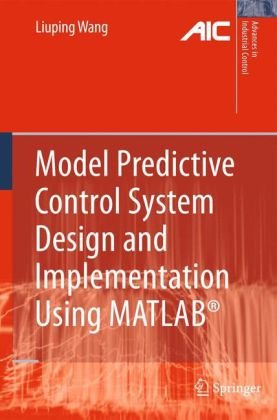 Liuping Wang
AIC
Advances in
Industrial Control
Model Predictive
Control System
Design and
Implementation
Using MATLAB®
Springer